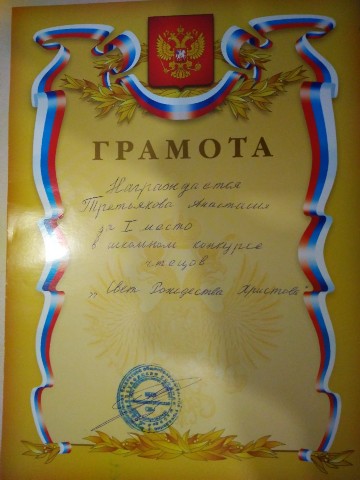 ГРАМОТА
Награждается
Третьякова Анастасия
за I место
в школьном конкурсе
чтецов
„Свет Рождества Христова"